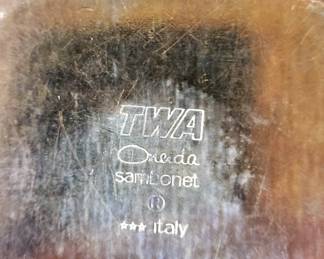 TWA
Oneida
sambonet
®
*** italy